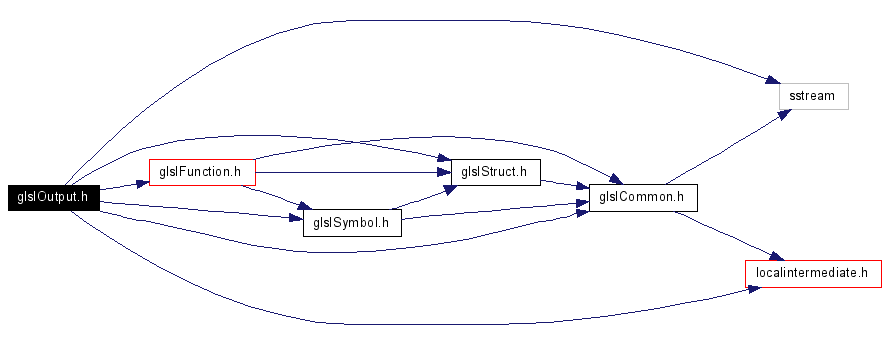 sstream
glslFunction.h
glslStruct.h
glslOutput.h
glslCommon.h
glslSymbol.h
localintermediate.h